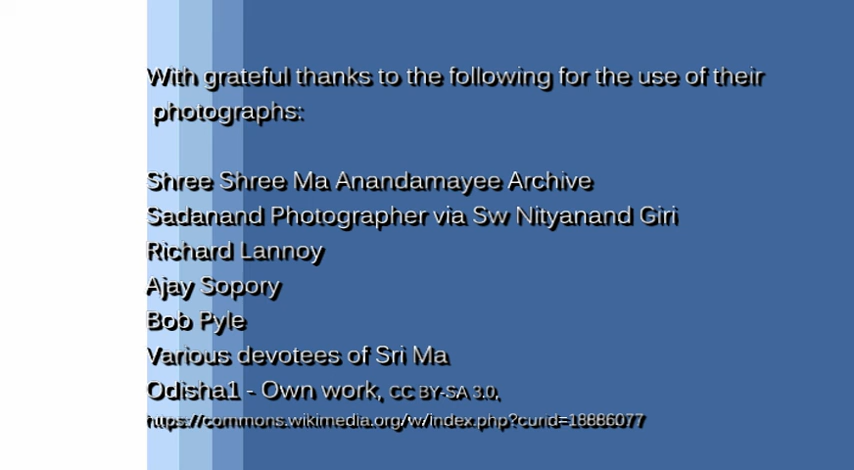 With grateful thanks to the following for the use of their
photographs:
Shree Shree Ma Anandamayee Archive
Sadanand Photographer via Sw Nityanand Giri
Richard Lannoy
Ajay Sopory
Bob Pyle
Various devotees of Sri Ma
Odisha1 - Own work, CC BY-SA 3.0,
https://commons.wikimedia.org/w/index.php?curid=18886077